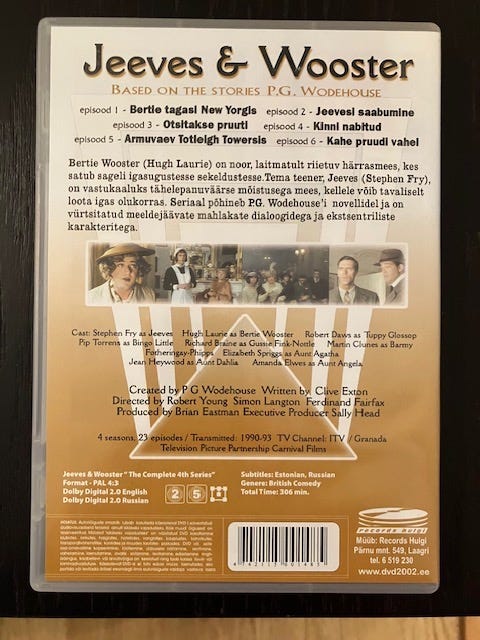 Jeeves & Wooster
BASED ON THE STORIES P.G. WODEHOUSE
episood 1 - Bertie tagasi New Yorgis episood 2 - Jeevesi saabumine
episood 3 - Otsitakse pruuti episood 4 - Kinni nabitud
episood 5 - Armuvaev Totleigh Towersis episood 6 - Kahe pruudi vahel
Bertie Wooster (Hugh Laurie) on noor, laitmatult riietuv härrasmees, kes
satub sageli igasugustesse sekeldustesse.Tema teener, Jeeves (Stephen Fry),
on vastukaaluks tähelepanuväärse mõistusega mees, kellele võib tavaliselt
loota igas olukorras. Seriaal põhineb P.G. Wodehouse'i novellidel ja on
vürtsitatud meeldejäävate mahlakate dialoogidega ja ekstsentriliste
karakteritega.
Cast: Stephen Fry as Jeeves Hugh Laurie as Bertie Wooster Robert Daws as Tuppy Glossop
Pip Torrens as Bingo Little Richard Braine as Gussie Fink-Nottle Martin Clunes as Barmy
Fotheringay-Phipps Elizabeth Spriggs as Aunt Agatha
Jean Heywood as Aunt Dahlia Amanda Elwes as Aunt Angela
Created by P G Wodehouse Written by Clive Exton
Directed by Robert Young Simon Langton Ferdinand Fairfax
Produced by Brian Eastman Executive Producer Sally Head
4 seasons, 23 episodes / Transmitted: 1990-93 TV Channel: ITV / Granada
Television Picture Partnership Carnival Films
Jeeves & Wooster "The Complete 4th Series"
Format - PAL 4:3
Dolby Digital 2.0 English
Dolby Digital 2.0 Russian
2 5
Subtitles: Estonian, Russian
Genere: British Comedy
Total Time: 306 min.
records Huigi
Müüb: Records Huigi
Pärnu mnt. 549, Laagri
tel. 6 519 230
www.dvd2002.ee